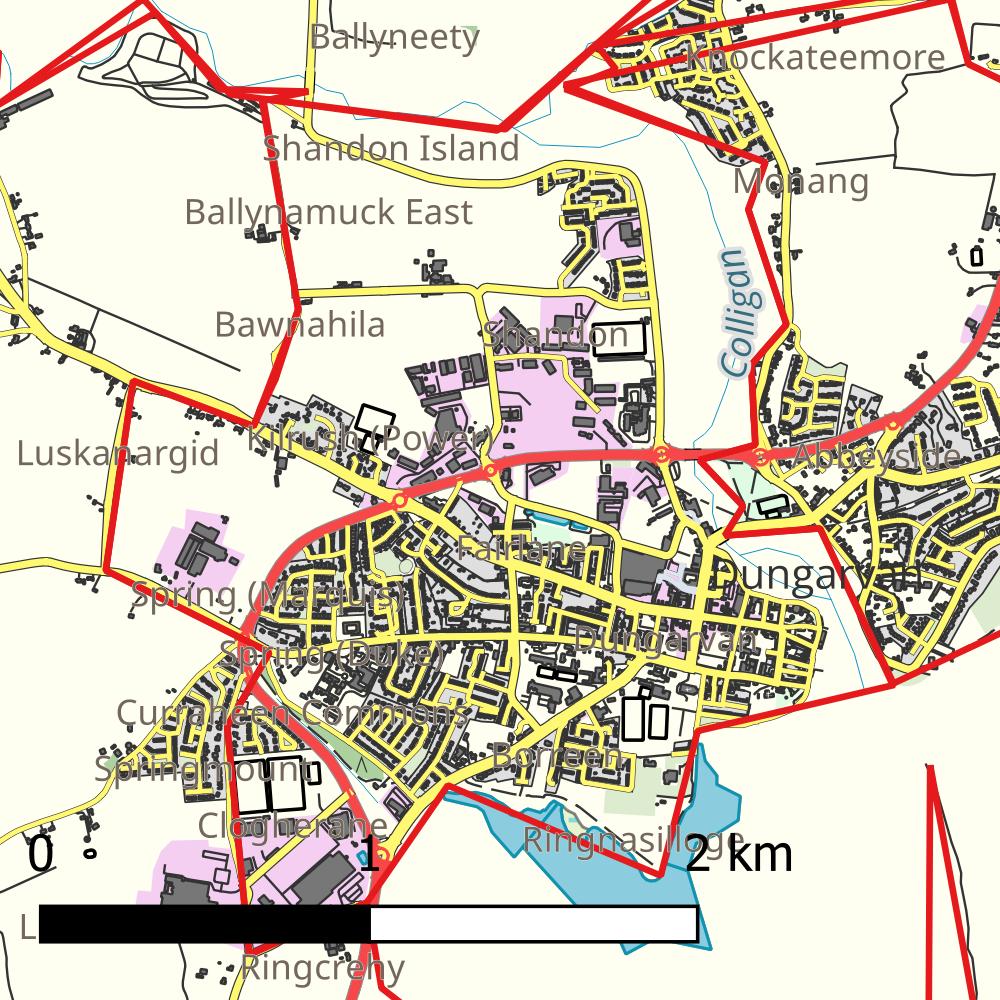 Ballyneety
Knockateemore
Shandon Island
Monang
Ballynamuck East
Colligan
Bawnahila
Shandon
Kilrush (Power)
Luskanargid
Abbeyside
Fairlane
Dungarvan
Spring (Marquis)
Dungarvan
Spring (Duke)
Curraheen Commons
Borreen
Springmount
Clogherane
Ringnasilloge
0 1 2 km
L
Ringcrehy